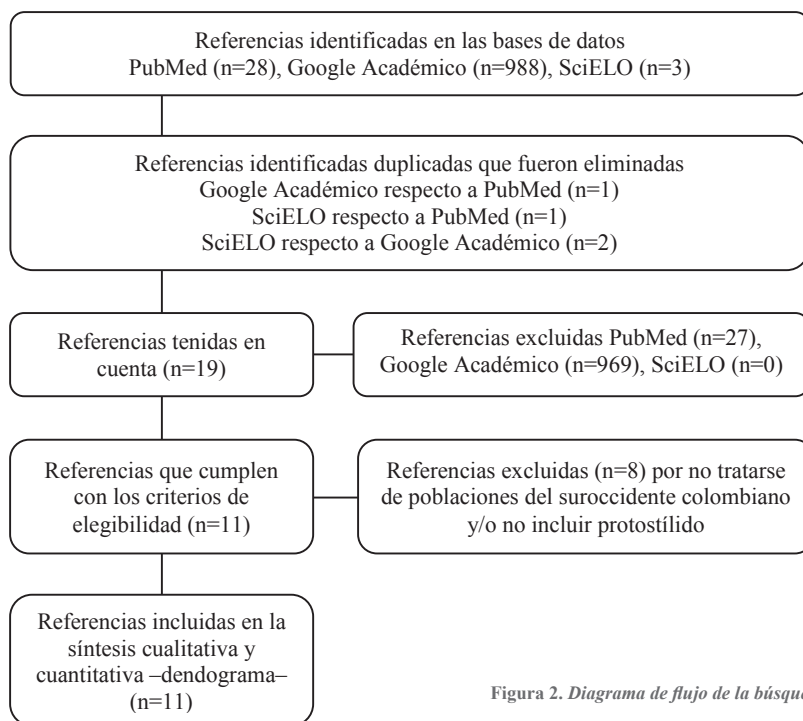 Referencias identificadas en las bases de datos
PubMed (n=28), Google Académico (n=988), SciELO (n=3)
Referencias identificadas duplicadas que fueron eliminadas
Google Académico respecto a PubMed (n=1)
SciELO respecto a PubMed (n=1)
SciELO respecto a Google Académico (n=2)
Referencias tenidas en
cuenta (n=19)
Referencias excluidas PubMed (n=27),
Google Académico (n=969), SciELO (n=0)
Referencias que cumplen
con los criterios de
elegibilidad (n=11)
Referencias excluidas (n=8) por no tratarse
de poblaciones del suroccidente colombiano
y/o no incluir protostílido
Referencias incluidas en la
síntesis cualitativa y
cuantitativa –dendograma–
(n=11)
Figura 2. Diagrama de flujo de la búsque